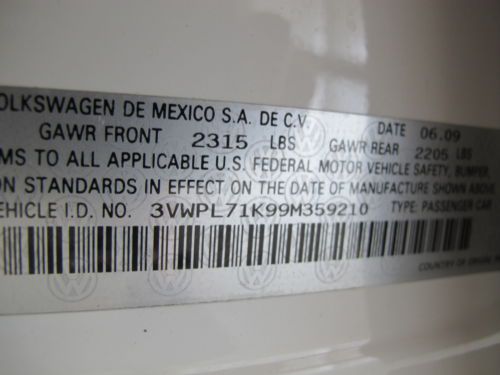 OLKSWAGEN DE MEXICO S.A. DE C.V. DATE 06.09
GAWR FRONT 2315 LBS GAWR REAR 2205 LBS
MS TO ALL APPLICABLE U.S. FEDERAL MOTOR VEHICLE SAFETY, BUMPER,
ON STANDARDS IN EFFECT ON THE DATE OF MANUFACTURE SHOWN ABOVE
EHICLE I.D. NO. 3VWPL71K99M359210 TYPE: PASSENGER CAR
COUNTRY OF ORIGIN